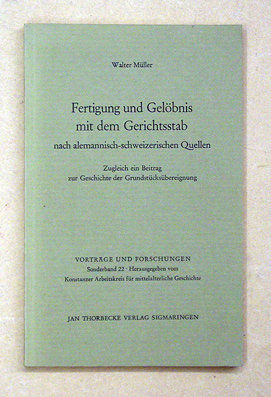 Walter Müller
Fertigung und Gelöbnis
mit dem Gerichtsstab
nach alemannisch-schweizerischen Quellen
Zugleich ein Beitrag
zur Geschichte der Grundstücksübereignung
VORTRÄGE UND FORSCHUNGEN
Sonderband 22 · Herausgegeben vom
Konstanzer Arbeitskreis für mittelalterliche Geschichte
JAN THORBECKE VERLAG SIGMARINGEN